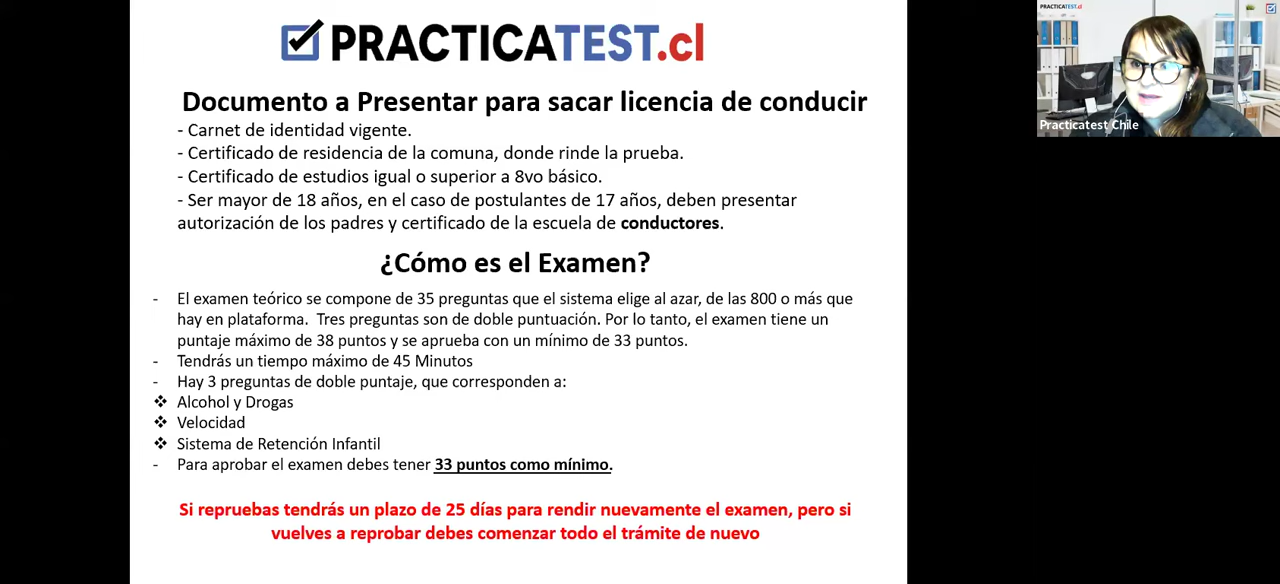 PRACTICATEST.cl
PRACTICATEST.cl
Documento a Presentar para sacar licencia de conducir
- Carnet de identidad vigente.
- Certificado de residencia de la comuna, donde rinde la prueba.
- Certificado de estudios igual o superior a 8vo básico.
- Ser mayor de 18 años, en el caso de postulantes de 17 años, deben presentar
autorización de los padres y certificado de la escuela de conductores.
Practicatest Chile
¿Cómo es el Examen?
- El examen teórico se compone de 35 preguntas que el sistema elige al azar, de las 800 o más que
hay en plataforma. Tres preguntas son de doble puntuación. Por lo tanto, el examen tiene un
puntaje máximo de 38 puntos y se aprueba con un mínimo de 33 puntos.
- Tendrás un tiempo máximo de 45 Minutos
- Hay 3 preguntas de doble puntaje, que corresponden a:
❖ Alcohol y Drogas
❖ Velocidad
❖ Sistema de Retención Infantil
- Para aprobar el examen debes tener 33 puntos como mínimo.
Si repruebas tendrás un plazo de 25 días para rendir nuevamente el examen, pero si
vuelves a reprobar debes comenzar todo el trámite de nuevo